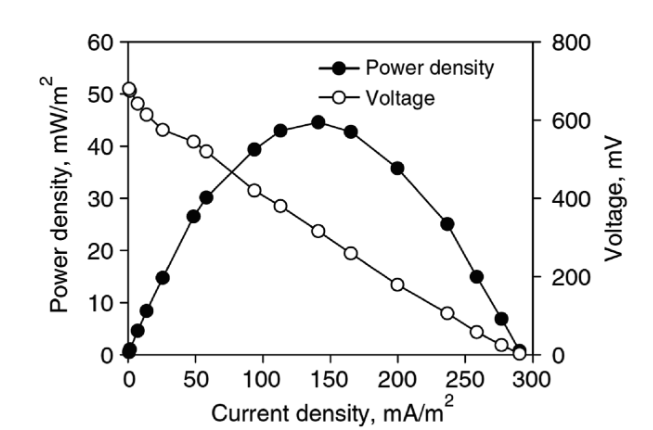 60
50
40
30
20
10
0
Power density, mW/m²
Power density
Voltage
800
600
400
200
0
Voltage, mV
0 50 100 150 200 250 300
Current density, mA/m²